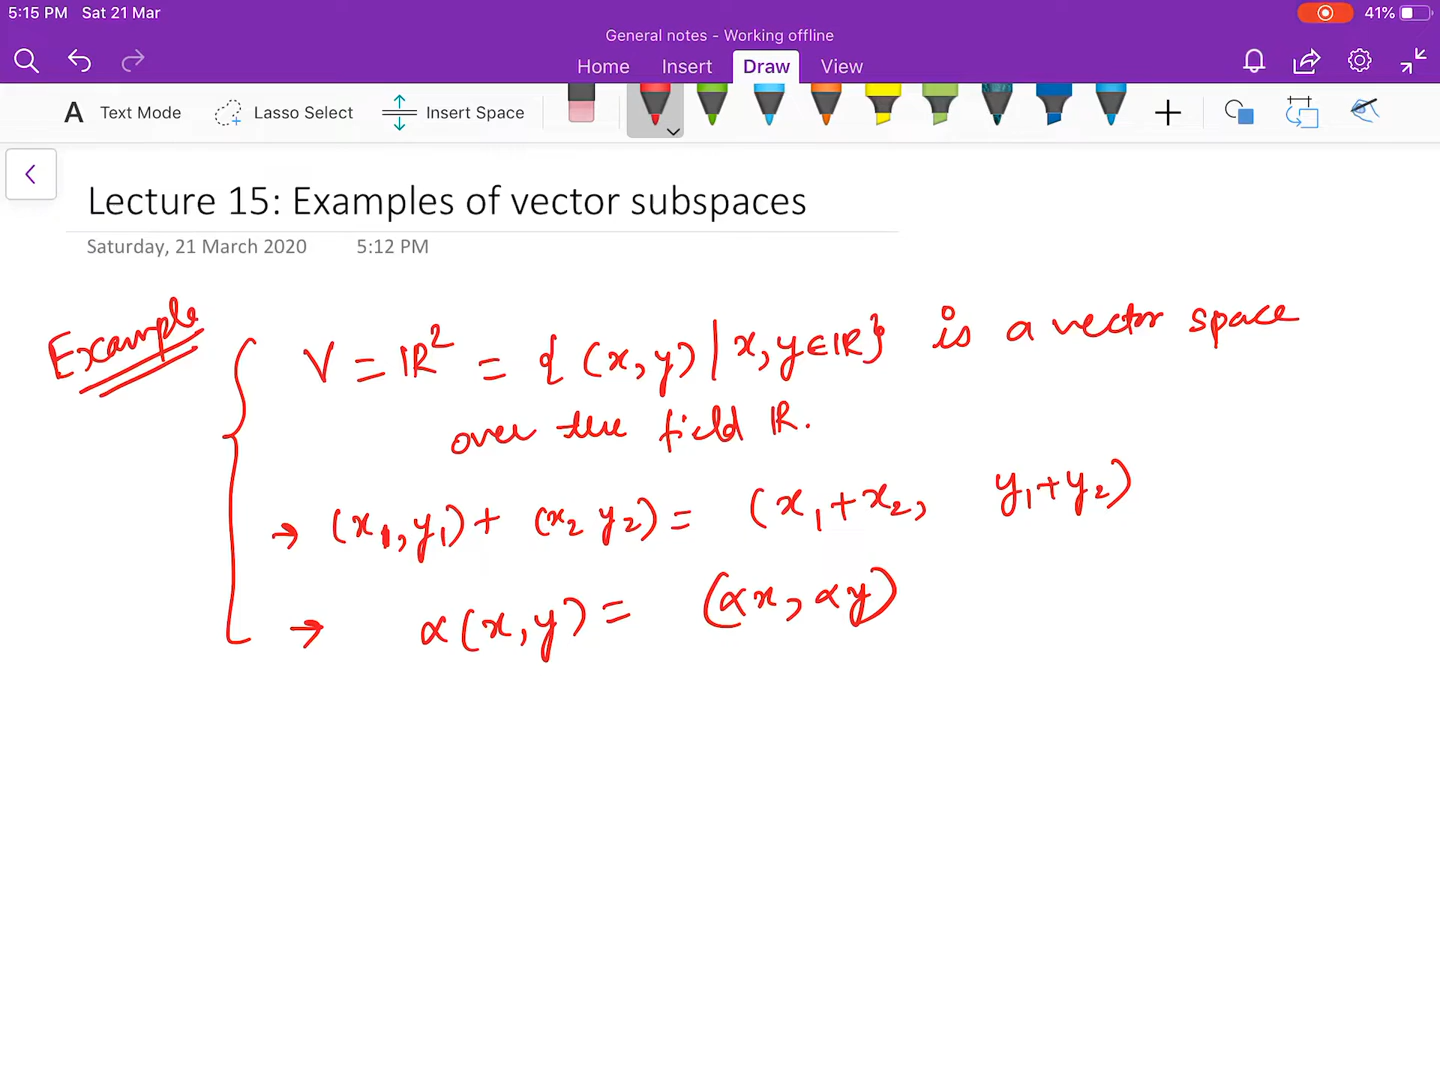 5:15 PM Sat 21 Mar
41%
General notes - Working offline
Home Insert Draw View
A Text Mode Lasso Select Insert Space
Lecture 15: Examples of vector subspaces
Saturday, 21 March 2020 5:12 PM
Example
V = ℝ² = { (x, y) | x, y ∈ ℝ } is a vector space
over the field ℝ.
→ (x₁, y₁) + (x₂ y₂) = (x₁ + x₂, y₁ + y₂)
→ α (x, y) = (αx, αy)